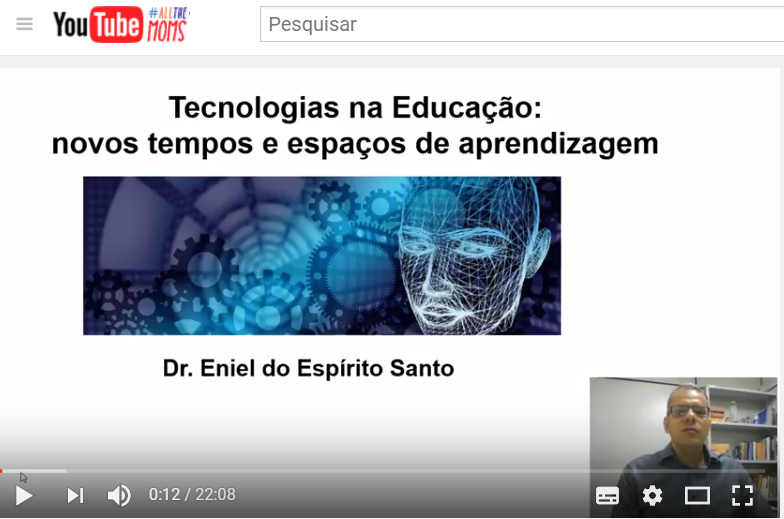 YouTube #ALLTHE MOMS
Pesquisar
Tecnologias na Educação:
novos tempos e espaços de aprendizagem
Dr. Eniel do Espírito Santo
0:12 / 22:08